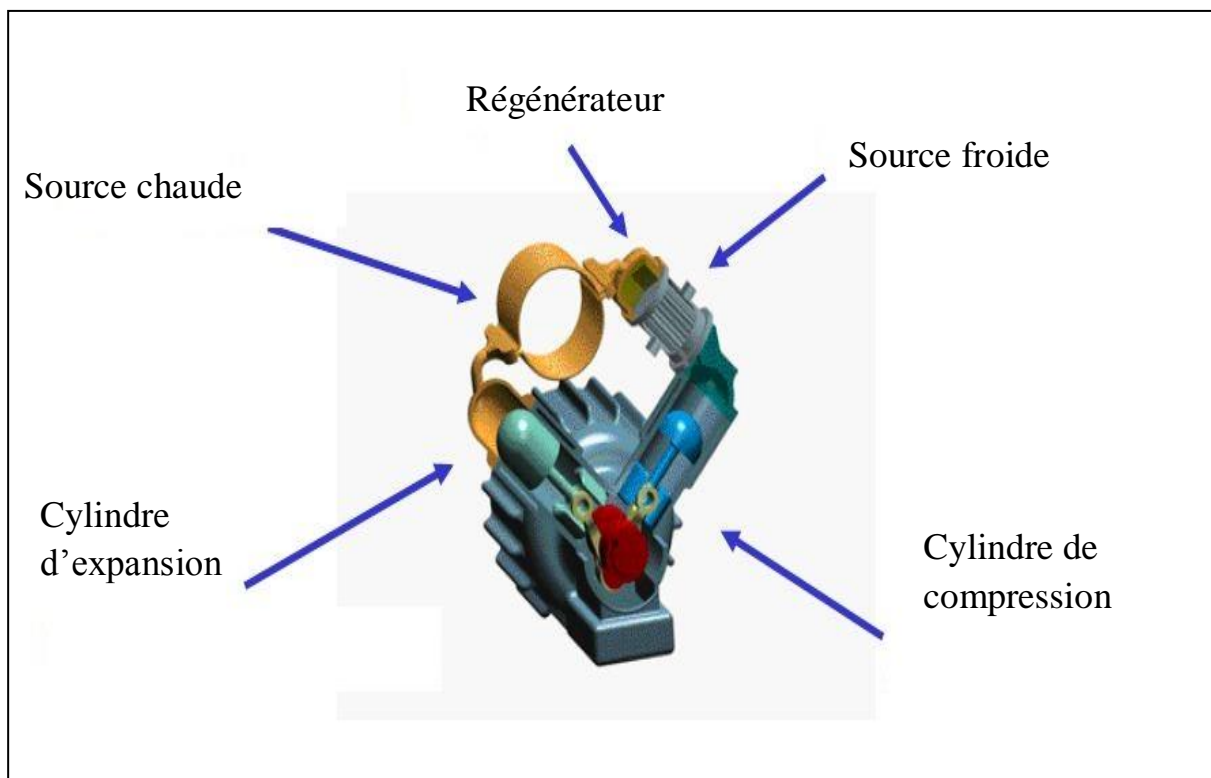 Régénérateur
Source froide
Source chaude
Cylindre
d’expansion
Cylindre de
compression